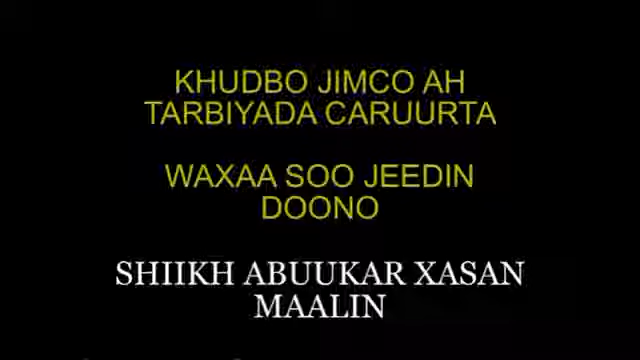 KHUDBO JIMCO AH
TARBIYADA CARUURTA
WAXAA SOO JEEDIN
DOONO
SHIIKH ABUUKAR XASAN
MAALIN